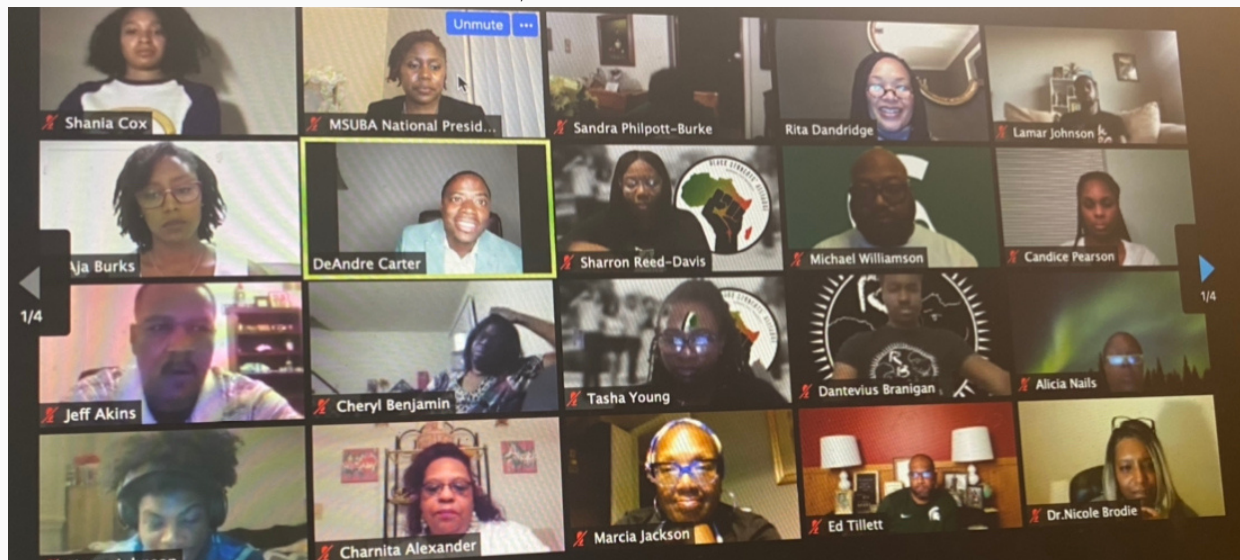 Unmute
Shania Cox
MSUBA National Presid...
Sandra Philpott-Burke
Rita Dandridge
Lamar Johnson
Aja Burks
DeAndre Carter
Sharron Reed-Davis
Michael Williamson
Candice Pearson
1/4
1/4
Jeff Akins
Cheryl Benjamin
Tasha Young
Dantevius Branigan
Alicia Nails
Charnita Alexander
Marcia Jackson
Ed Tillett
Dr.Nicole Brodie